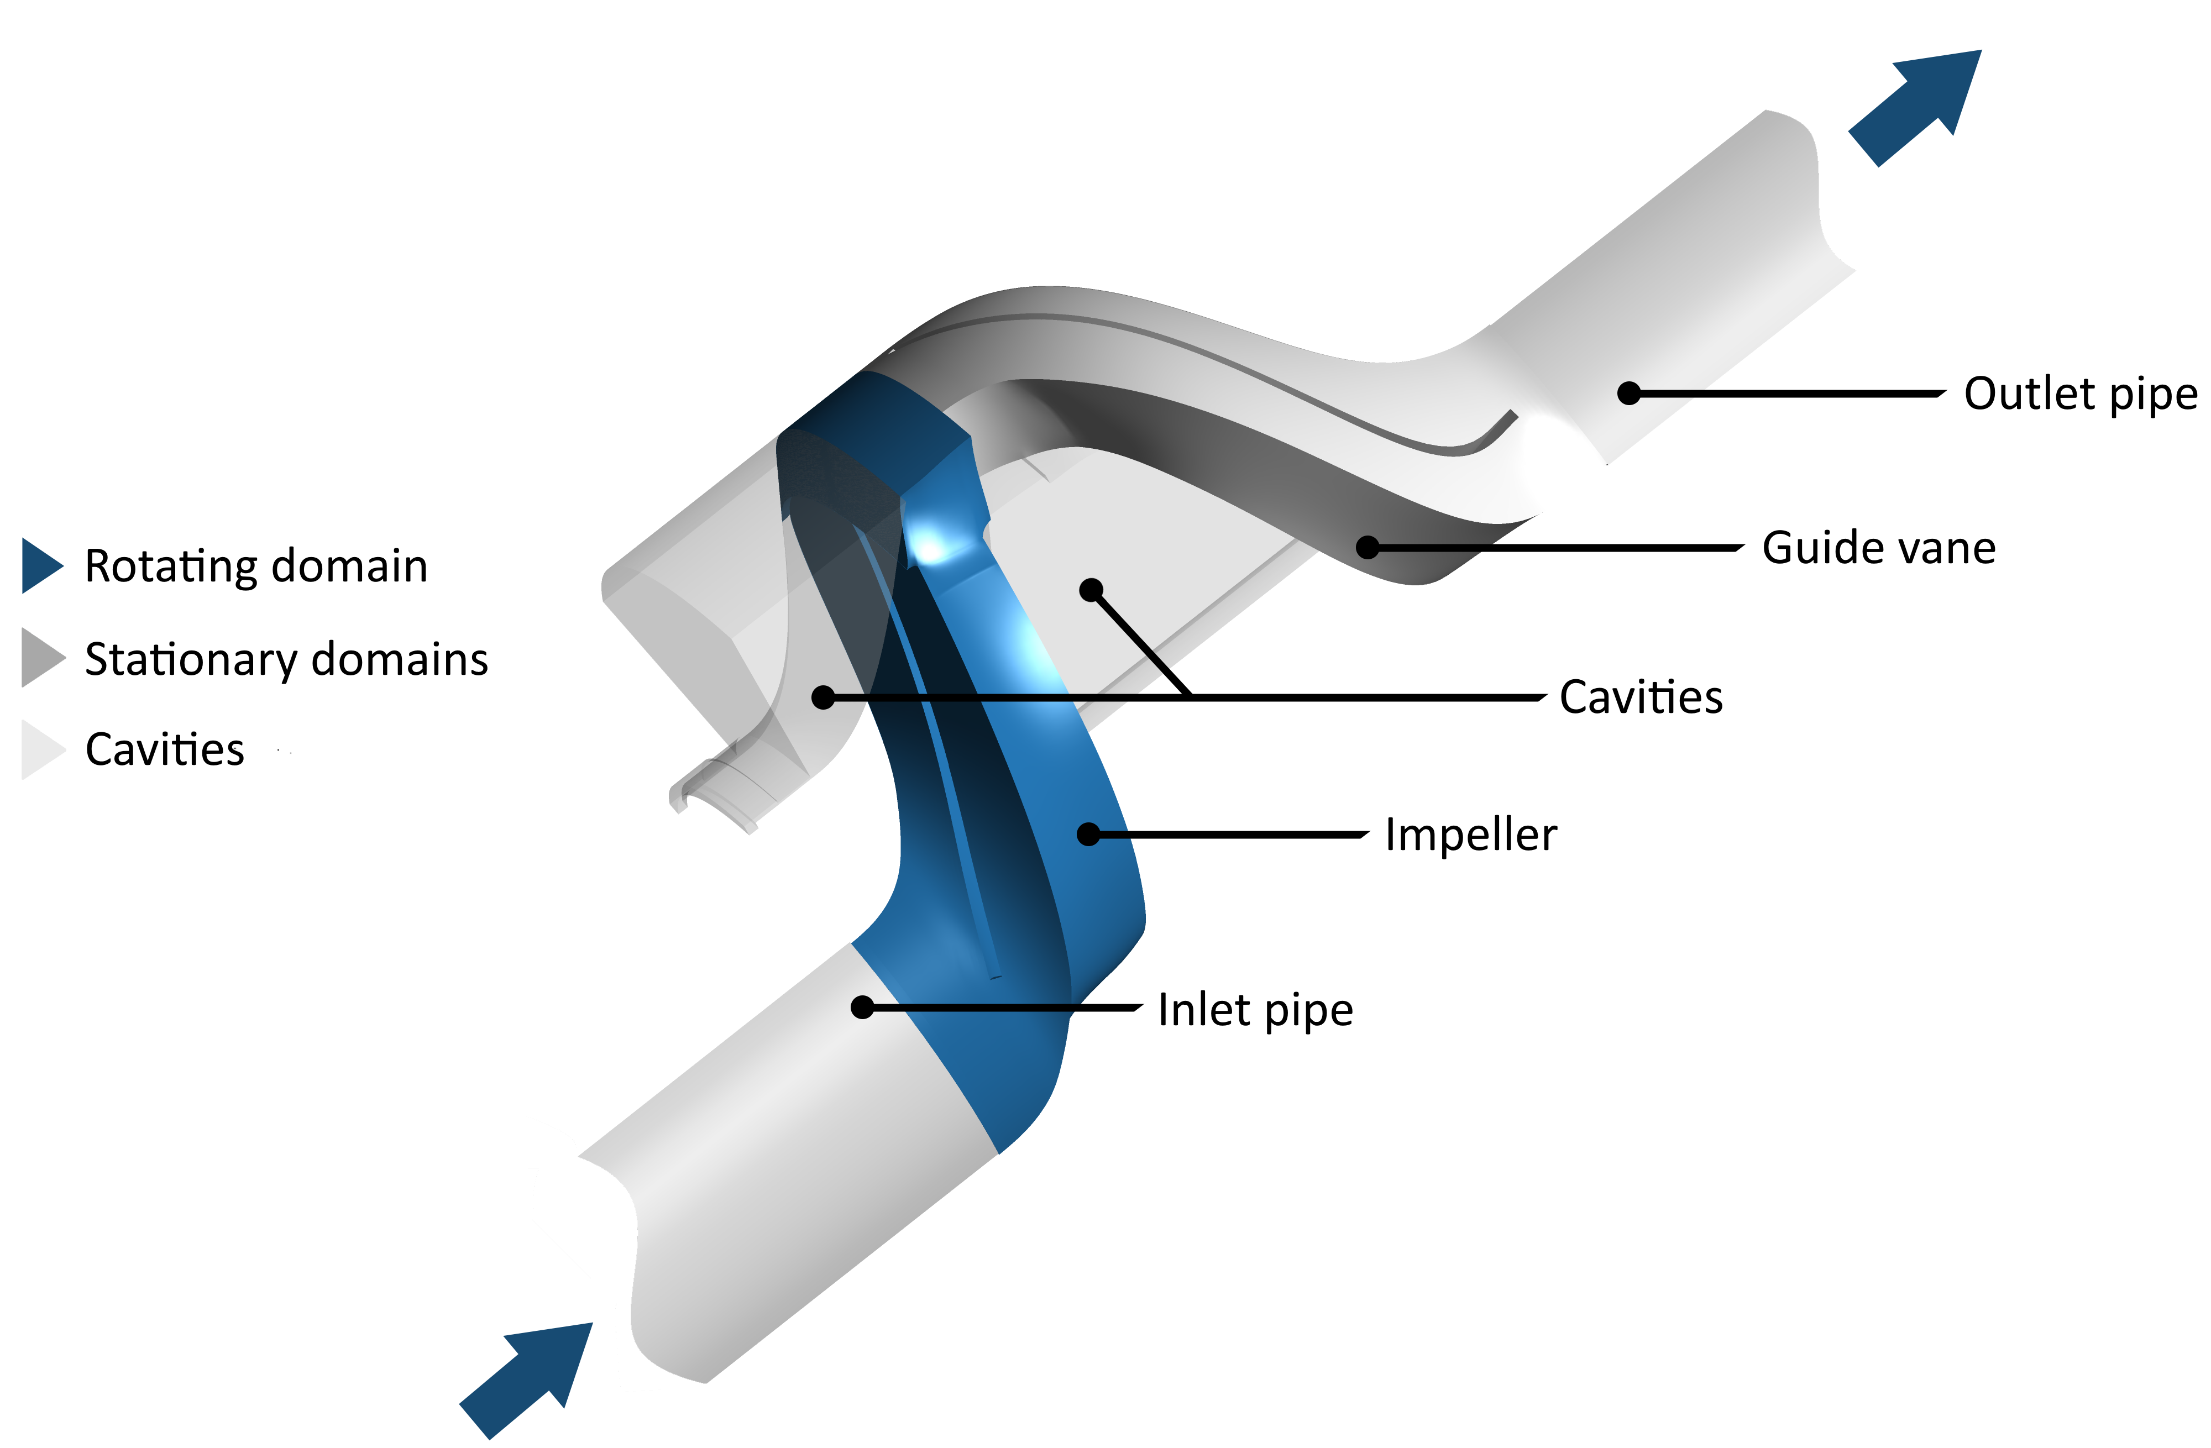 Outlet pipe
Guide vane
Rotating domain
Stationary domains
Cavities
Cavities
Impeller
Inlet pipe